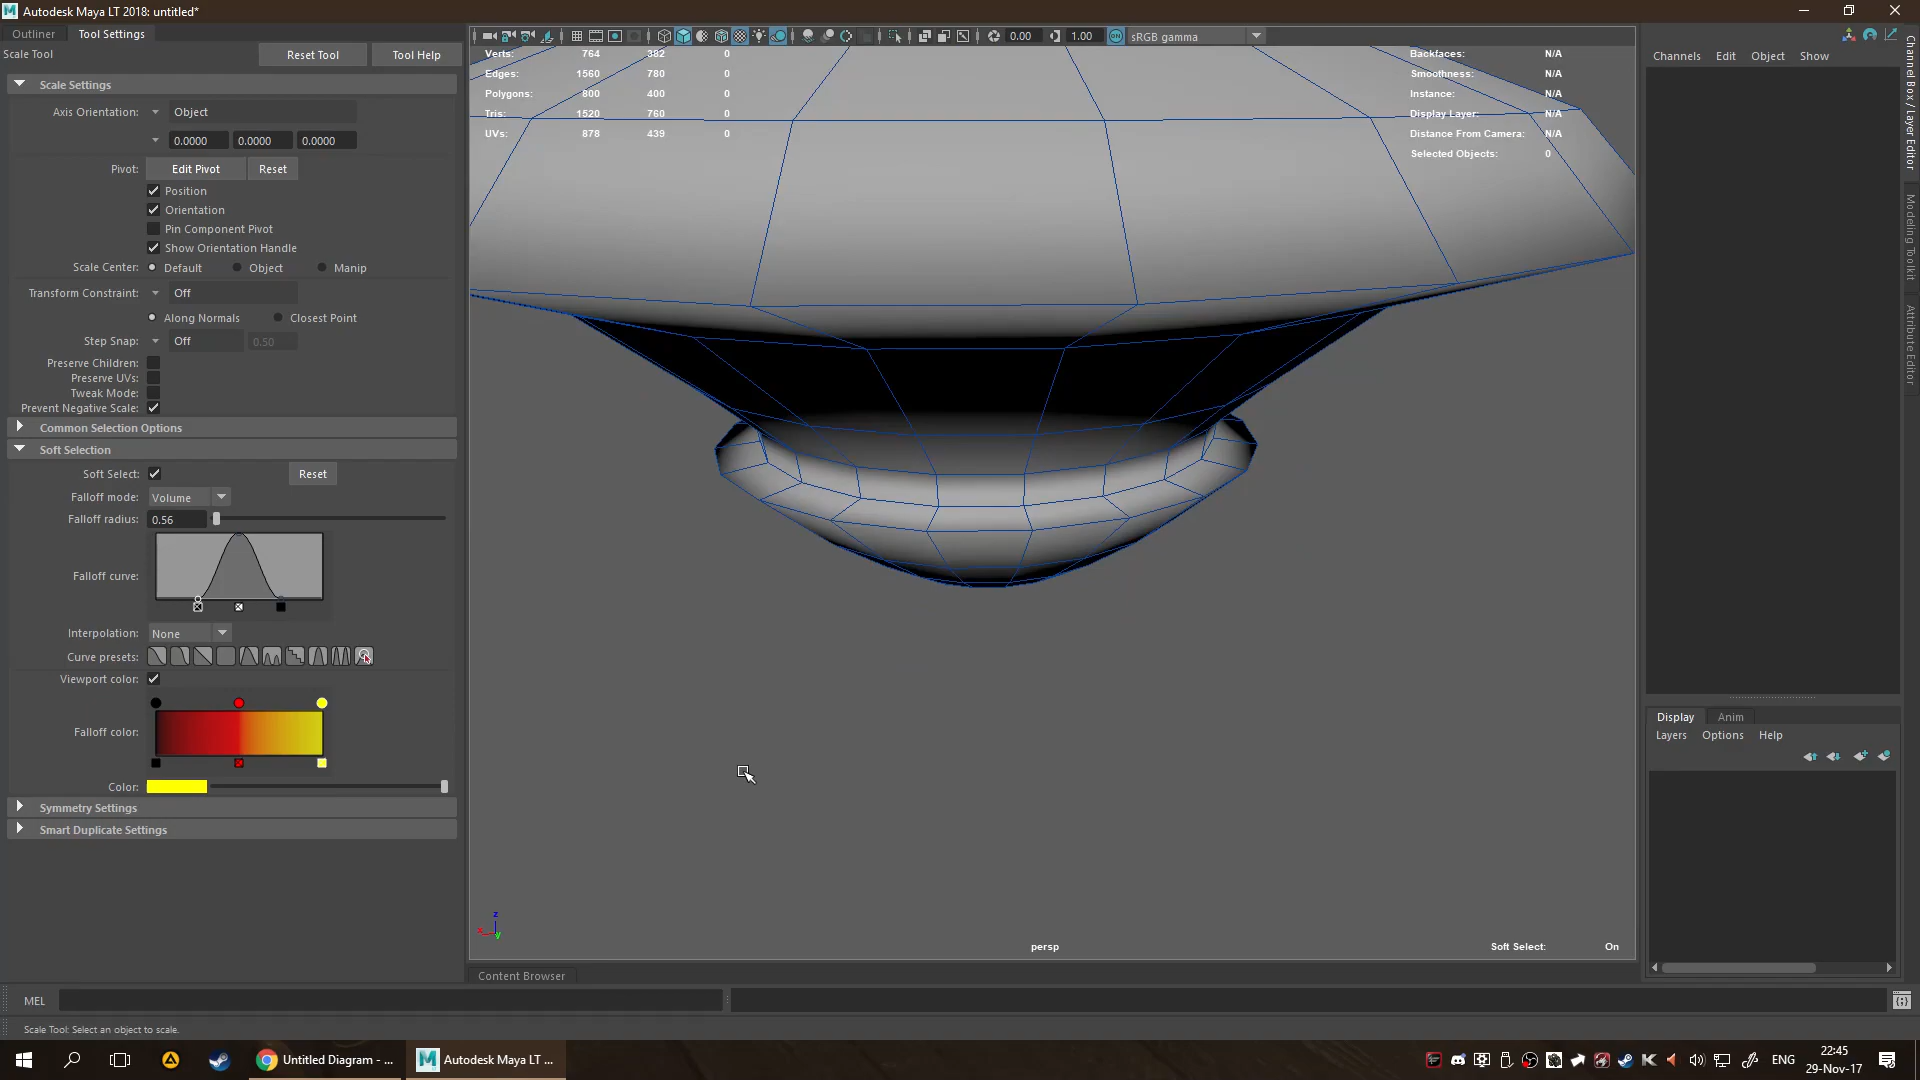 Autodesk Maya LT 2018: untitled*
Outliner
Tool Settings
Scale Tool
Reset Tool
Tool Help
Scale Settings
Axis Orientation:
Object
0.0000
0.0000
0.0000
Pivot:
Edit Pivot
Reset
Position
Orientation
Pin Component Pivot
Show Orientation Handle
Scale Center:
Default
Object
Manip
Transform Constraint:
Off
Along Normals
Closest Point
Step Snap:
Off
0.50
Preserve Children:
Preserve UVs:
Tweak Mode:
Prevent Negative Scale:
Common Selection Options
Soft Selection
Soft Select:
Reset
Falloff mode:
Volume
Falloff radius:
0.56
Falloff curve:
Interpolation:
None
Curve presets:
Viewport color:
Falloff color:
Color:
Symmetry Settings
Smart Duplicate Settings
0.00
1.00
sRGB gamma
Verts: 764 382 0
Edges: 1560 780 0
Polygons: 800 400 0
Tris: 1520 760 0
UVs: 878 439 0
Backfaces: N/A
Smoothness: N/A
Instance: N/A
Display Layer: N/A
Distance From Camera: N/A
Selected Objects: 0
z
x
y
persp
Soft Select: On
Content Browser
Channels
Edit
Object
Show
Channel Box / Layer Editor
Modeling Toolkit
Attribute Editor
Display
Anim
Layers
Options
Help
MEL
Scale Tool: Select an object to scale.
Untitled Diagram - ...
Autodesk Maya LT ...
ENG
22:45
29-Nov-17